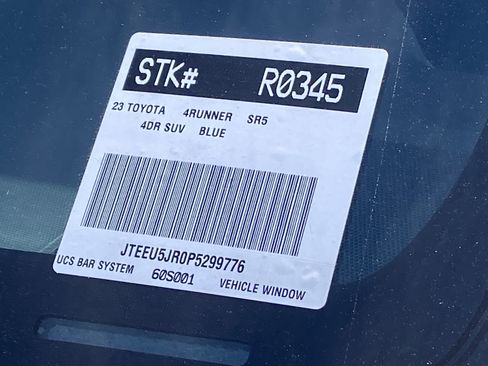 STK# R0345
23 TOYOTA 4RUNNER SR5
4DR SUV BLUE
JTEEU5JR0P5299776
UCS BAR SYSTEM 60S001 VEHICLE WINDOW